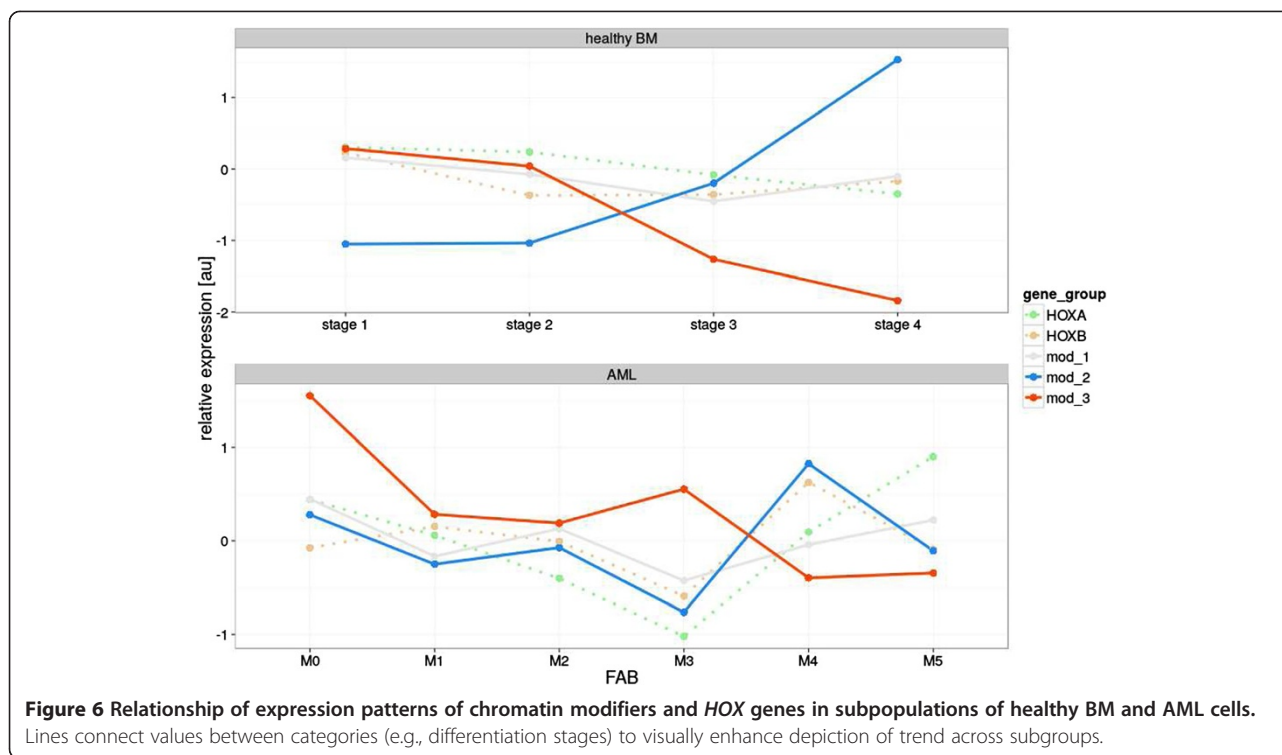 healthy BM
1
0
-1
-2
stage 1 stage 2 stage 3 stage 4
relative expression [au]
AML
1
0
-1
M0 M1 M2 M3 M4 M5
FAB
gene_group
HOXA
HOXB
mod_1
mod_2
mod_3
Figure 6 Relationship of expression patterns of chromatin modifiers and HOX genes in subpopulations of healthy BM and AML cells.
Lines connect values between categories (e.g., differentiation stages) to visually enhance depiction of trend across subgroups.